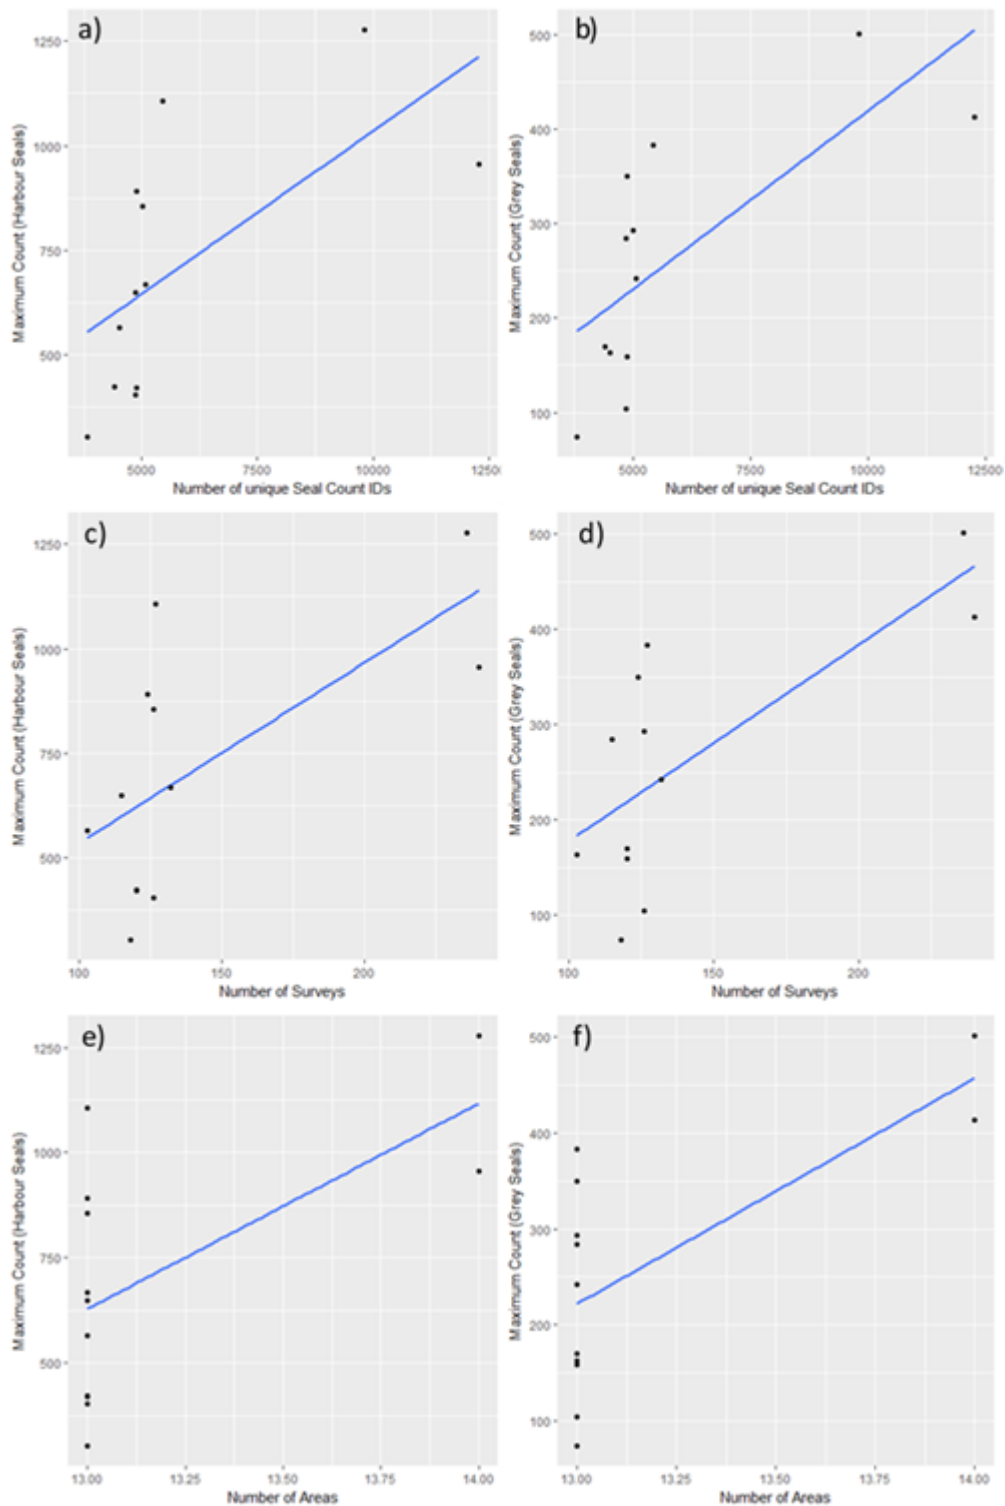 a)
Maximum Count (Harbour Seals)
1250
1000
750
500
5000 7500 10000 12500
Number of unique Seal Count IDs
b)
Maximum Count (Grey Seals)
500
400
300
200
100
5000 7500 10000 12500
Number of unique Seal Count IDs
c)
Maximum Count (Harbour Seals)
1250
1000
750
500
100 150 200
Number of Surveys
d)
Maximum Count (Grey Seals)
500
400
300
200
100
100 150 200
Number of Surveys
e)
Maximum Count (Harbour Seals)
1250
1000
750
500
13.00 13.25 13.50 13.75 14.00
Number of Areas
f)
Maximum Count (Grey Seals)
500
400
300
200
100
13.00 13.25 13.50 13.75 14.00
Number of Areas